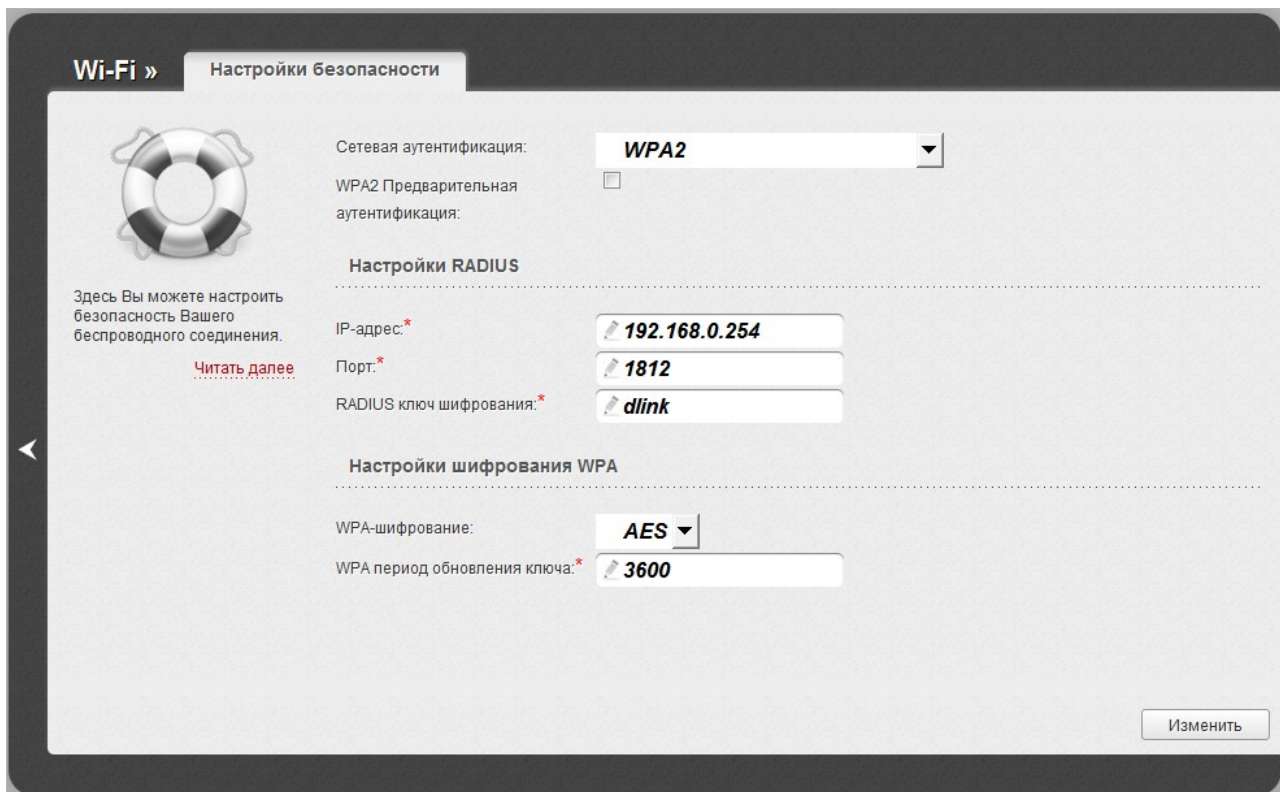 Wi-Fi »
Настройки безопасности
Здесь Вы можете настроить
безопасность Вашего
беспроводного соединения.
Читать далее
Сетевая аутентификация:
WPA2
WPA2 Предварительная
аутентификация:
Настройки RADIUS
IP-адрес:*
192.168.0.254
Порт:*
1812
RADIUS ключ шифрования:*
dlink
Настройки шифрования WPA
WPA-шифрование:
AES
WPA период обновления ключа:*
3600
Изменить